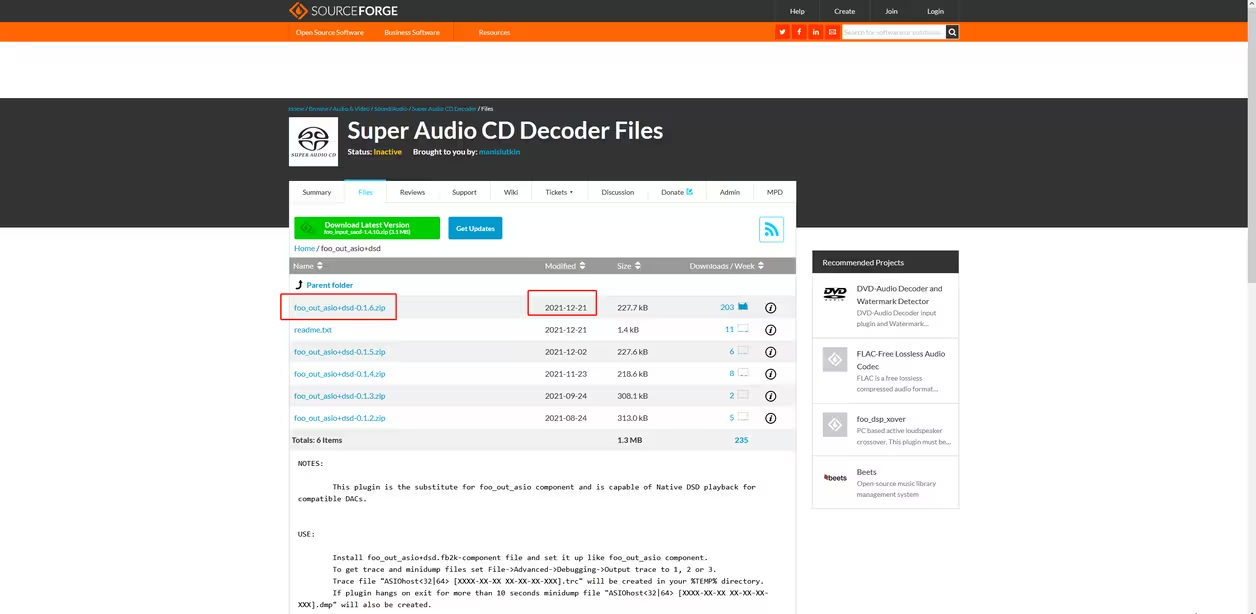 SOURCEFORGE
Help Create Join Login
Open Source Software Business Software Resources
Search for software or solutions
Home / Browse / Audio & Video / Sound/Audio / Super Audio CD Decoder / Files
SUPER AUDIO CD
Super Audio CD Decoder Files
Status: Inactive Brought to you by: manisiutkin
Summary Files Reviews Support Wiki Tickets Discussion Donate Admin MPD
Download Latest Version
foo_input_sacd-1.4.10.zip (3.1 MB)
Get Updates
Home / foo_out_asio+dsd
Name Modified Size Downloads / Week
Parent folder
foo_out_asio+dsd-0.1.6.zip 2021-12-21 227.7 kB 203
readme.txt 2021-12-21 1.4 kB 11
foo_out_asio+dsd-0.1.5.zip 2021-12-02 227.6 kB 6
foo_out_asio+dsd-0.1.4.zip 2021-11-23 218.6 kB 8
foo_out_asio+dsd-0.1.3.zip 2021-09-24 308.1 kB 2
foo_out_asio+dsd-0.1.2.zip 2021-08-24 313.0 kB 5
Totals: 6 Items 1.3 MB 235
NOTES:
This plugin is the substitute for foo_out_asio component and is capable of Native DSD playback for
compatible DACs.
USE:
Install foo_out_asio+dsd.fb2k-component file and set it up like foo_out_asio component.
To get trace and minidump files set File->Advanced->Debugging->Output trace to 1, 2 or 3.
Trace file "ASIOhost<32|64> [XXXX-XX-XX XX-XX-XX-XXX].trc" will be created in your %TEMP% directory.
If plugin hangs on exit for more than 10 seconds minidump file "ASIOhost<32|64> [XXXX-XX-XX XX-XX-XX-
XXX].dmp" will also be created.
Recommended Projects
DVD-Audio Decoder and
Watermark Detector
DVD-Audio Decoder input
plugin and Watermark...
FLAC-Free Lossless Audio
Codec
FLAC is a free lossless
compressed audio format...
foo_dsp_xover
PC based active loudspeaker
crossover. This plugin must be...
beets
Beets
Open-source music library
management system